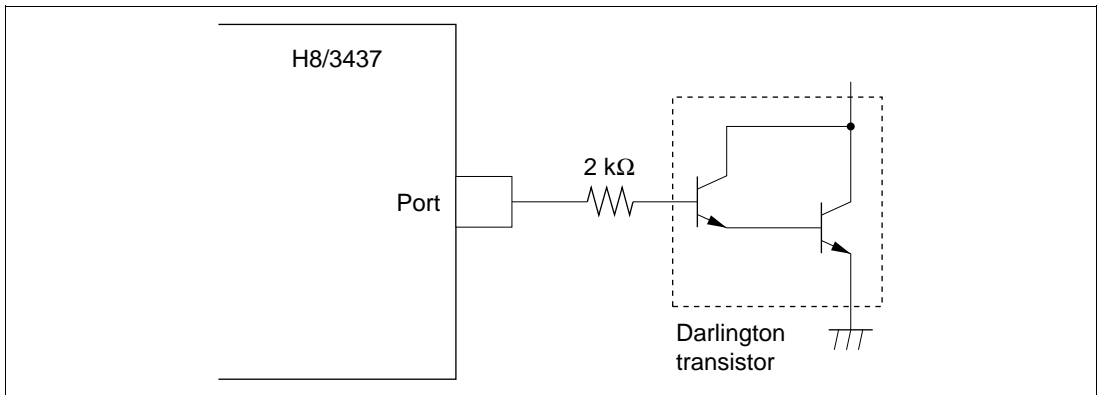 H8/3437
2 kΩ
Port
Darlington
transistor